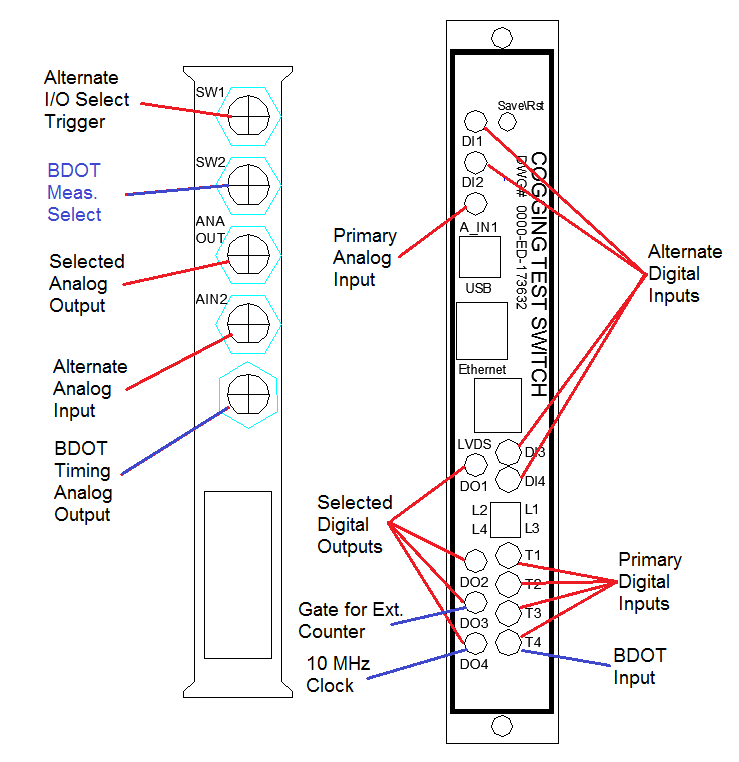 Alternate
I/O Select
Trigger
SW1
BDOT
Meas.
Select
SW2
Selected
Analog
Output
ANA
OUT
AIN2
Alternate
Analog
Input
BDOT
Timing
Analog
Output
Save\Rst
DI1
DI2
A_IN1
USB
Ethernet
LVDS
DO1
DI3
DI4
L2
L1
L4
L3
DO2
T1
T2
DO3
T3
DO4
T4
COGGING TEST SWITCH
DWG# 0000-ED-173632
Primary
Analog
Input
Alternate
Digital
Inputs
Selected
Digital
Outputs
Primary
Digital
Inputs
Gate for Ext.
Counter
10 MHz
Clock
BDOT
Input